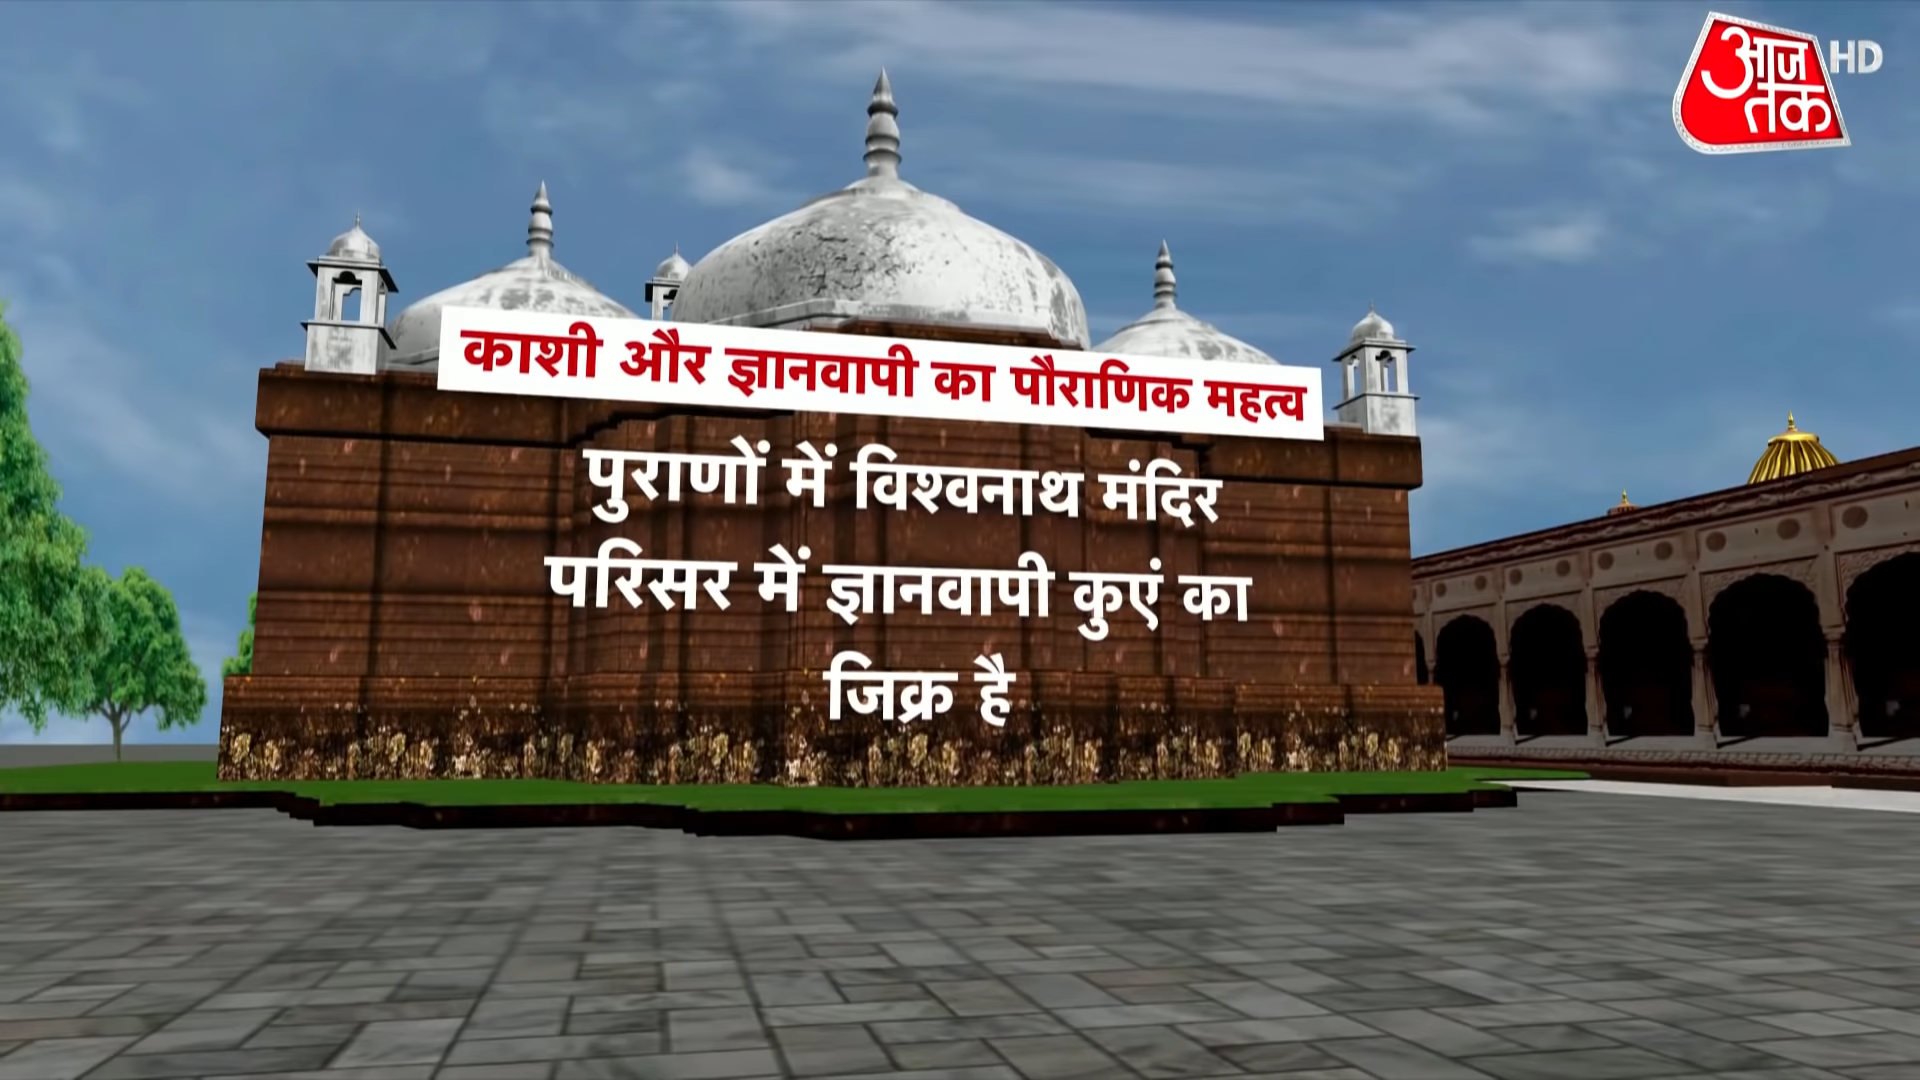 आज
तक
HD
काशी और ज्ञानवापी का पौराणिक महत्व
पुराणों में विश्वनाथ मंदिर
परिसर में ज्ञानवापी कुएं का
जिक्र है